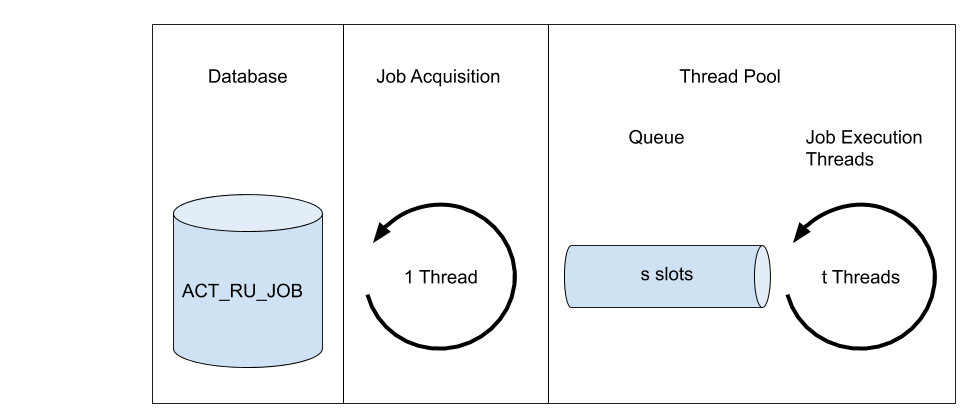 Database
Job Acquisition
Thread Pool
Queue
Job Execution
Threads
ACT_RU_JOB
1 Thread
s slots
t Threads